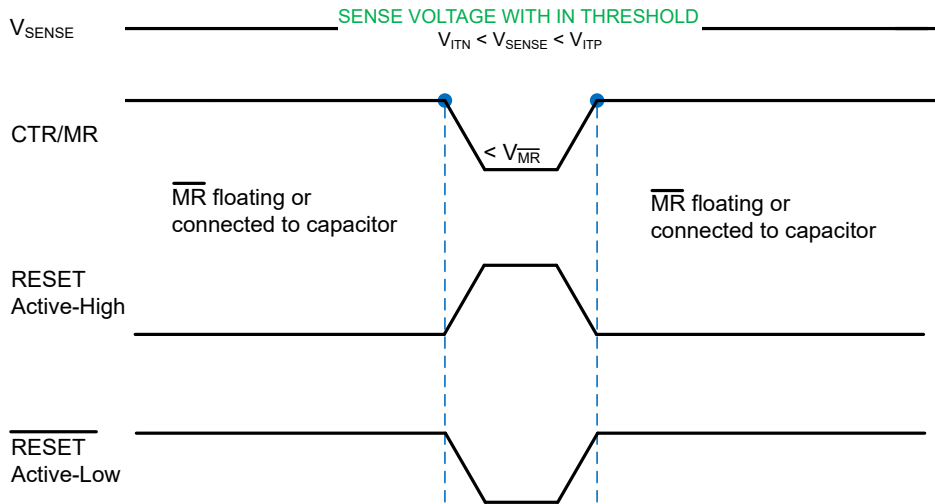 SENSE VOLTAGE WITH IN THRESHOLD
VSENSE
VITN < VSENSE < VITP
CTR/MR
< VMR
MR floating or
connected to capacitor
MR floating or
connected to capacitor
RESET
Active-High
RESET
Active-Low